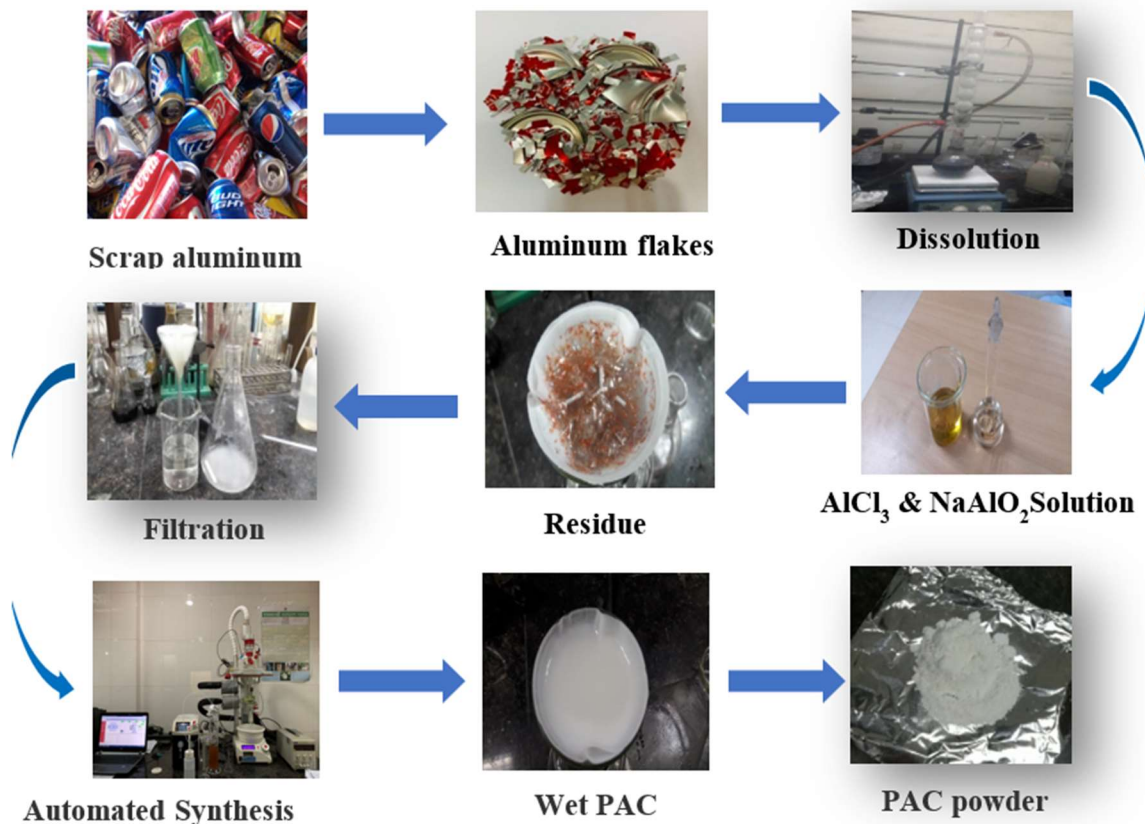 Scrap aluminum
Aluminum flakes
Dissolution
Filtration
Residue
AlCl₃ & NaAlO₂Solution
Automated Synthesis
Wet PAC
PAC powder